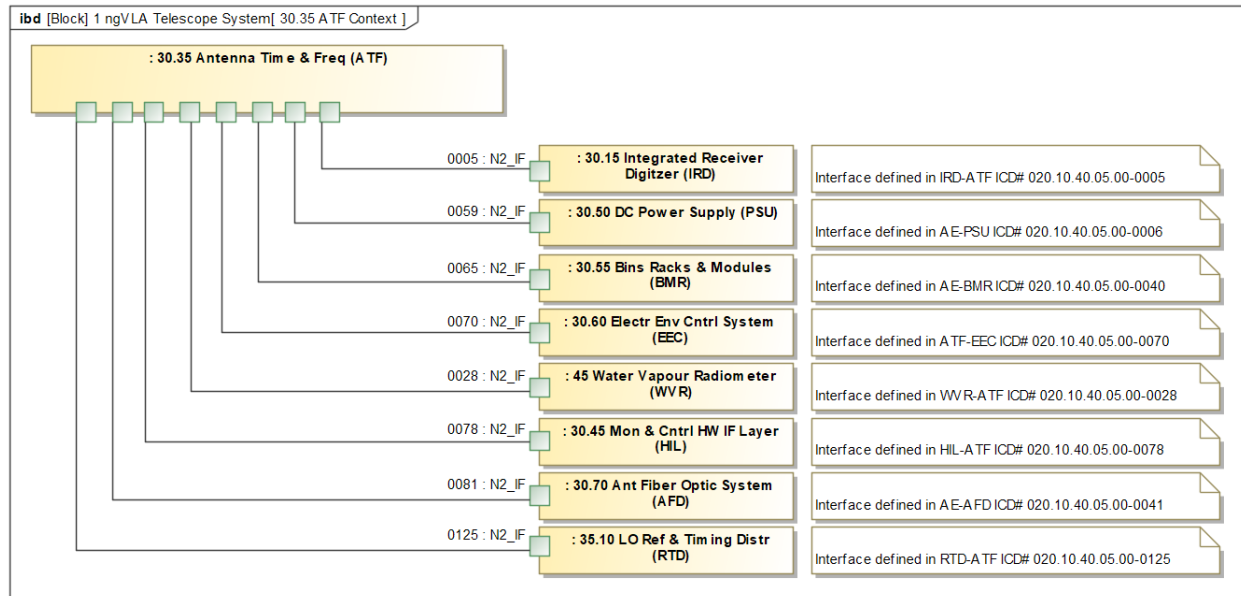 ibd [Block] 1 ngVLA Telescope System[ 30.35 ATF Context ]
: 30.35 Antenna Time & Freq (ATF)
0005 : N2_IF
: 30.15 Integrated Receiver
Digitzer (IRD)
Interface defined in IRD-ATF ICD# 020.10.40.05.00-0005
0059 : N2_IF
: 30.50 DC Power Supply (PSU)
Interface defined in AE-PSU ICD# 020.10.40.05.00-0006
0065 : N2_IF
: 30.55 Bins Racks & Modules
(BMR)
Interface defined in AE-BMR ICD# 020.10.40.05.00-0040
0070 : N2_IF
: 30.60 Electr Env Cntrl System
(EEC)
Interface defined in ATF-EEC ICD# 020.10.40.05.00-0070
0028 : N2_IF
: 45 Water Vapour Radiometer
(WVR)
Interface defined in WVR-ATF ICD# 020.10.40.05.00-0028
0078 : N2_IF
: 30.45 Mon & Cntrl HW IF Layer
(HIL)
Interface defined in HIL-ATF ICD# 020.10.40.05.00-0078
0081 : N2_IF
: 30.70 Ant Fiber Optic System
(AFD)
Interface defined in AE-AFD ICD# 020.10.40.05.00-0041
0125 : N2_IF
: 35.10 LO Ref & Timing Distr
(RTD)
Interface defined in RTD-ATF ICD# 020.10.40.05.00-0125